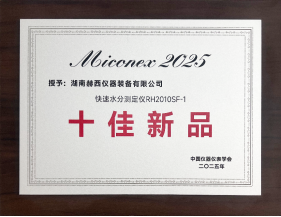 Miconex 2025
授予：湖南赫西仪器装备有限公司
快速水分测定仪RH2010SF-1
十佳新品
中国仪器仪表学会
二〇二五年